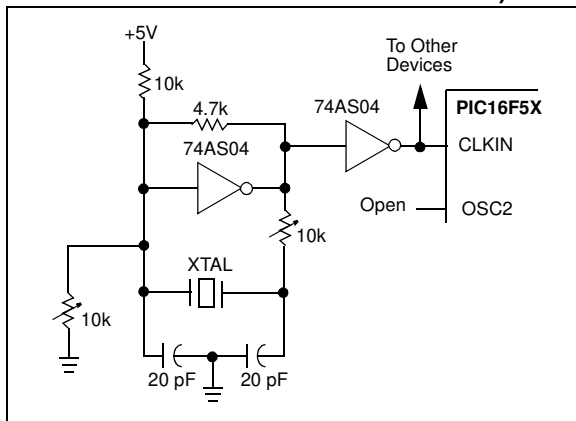 +5V
10k
4.7k
74AS04
74AS04
To Other
Devices
PIC16F5X
CLKIN
Open
OSC2
10k
XTAL
10k
20 pF
20 pF